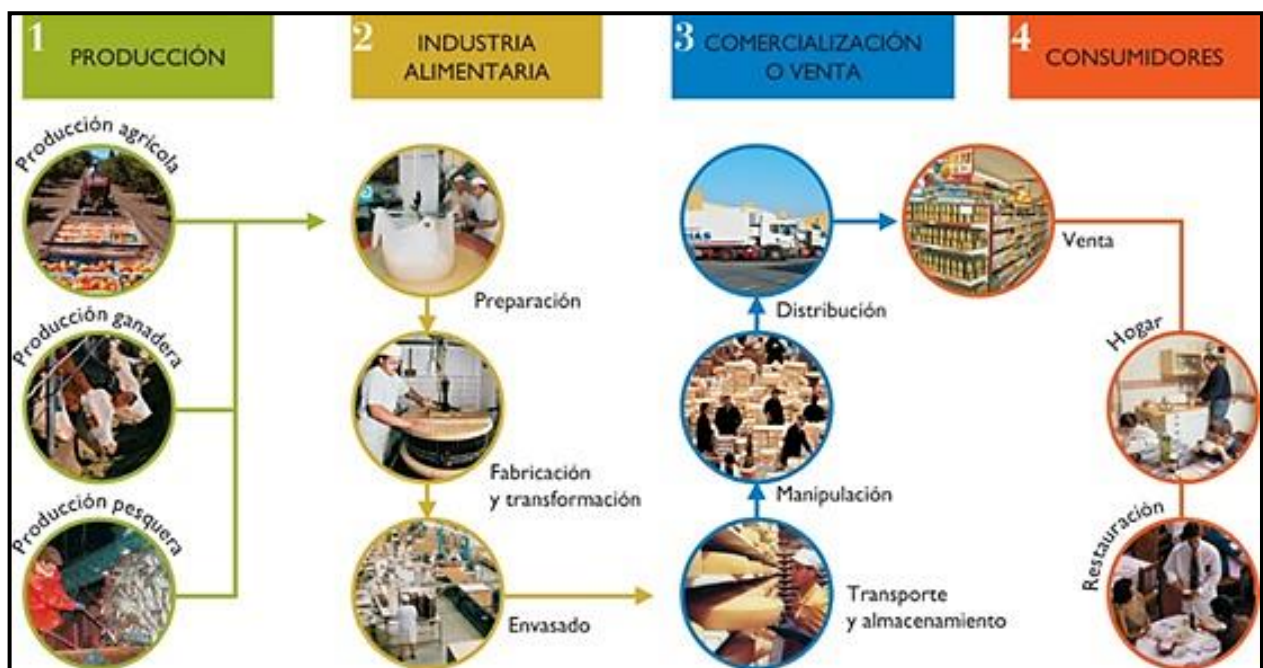 1
PRODUCCIÓN
2
INDUSTRIA
ALIMENTARIA
3
COMERCIALIZACIÓN
O VENTA
4
CONSUMIDORES
Producción agrícola
Producción ganadera
Producción pesquera
Preparación
Fabricación
y transformación
Envasado
Distribución
Manipulación
Transporte
y almacenamiento
Venta
Hogar
Restauración